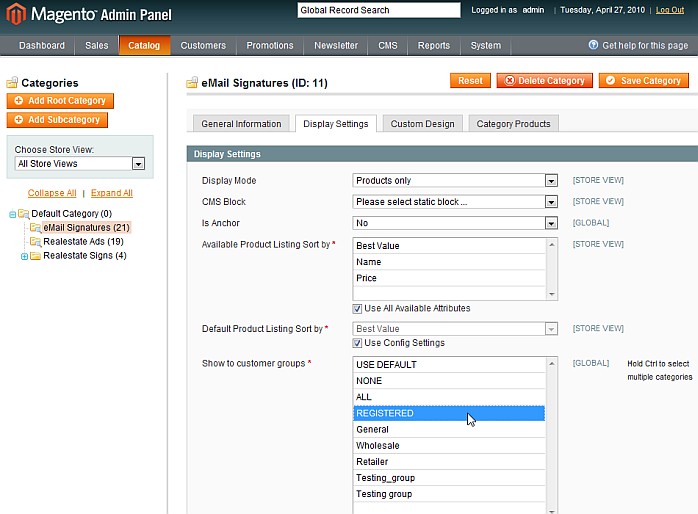 Magento Admin Panel
Global Record Search
Logged in as admin | Tuesday, April 27, 2010 | Log Out
Dashboard Sales Catalog Customers Promotions Newsletter CMS Reports System
Get help for this page
Categories
Add Root Category
Add Subcategory
Choose Store View:
All Store Views
Collapse All | Expand All
Default Category (0)
eMail Signatures (21)
Realestate Ads (19)
Realestate Signs (4)
eMail Signatures (ID: 11)
Reset Delete Category Save Category
General Information Display Settings Custom Design Category Products
Display Settings
Display Mode Products only [STORE VIEW]
CMS Block Please select static block ... [STORE VIEW]
Is Anchor No [GLOBAL]
Available Product Listing Sort by * Best Value [STORE VIEW]
Name
Price
Use All Available Attributes
Default Product Listing Sort by * Best Value [STORE VIEW]
Use Config Settings
Show to customer groups * USE DEFAULT [GLOBAL] Hold Ctrl to select
multiple categories
NONE
ALL
REGISTERED
General
Wholesale
Retailer
Testing_group
Testing group